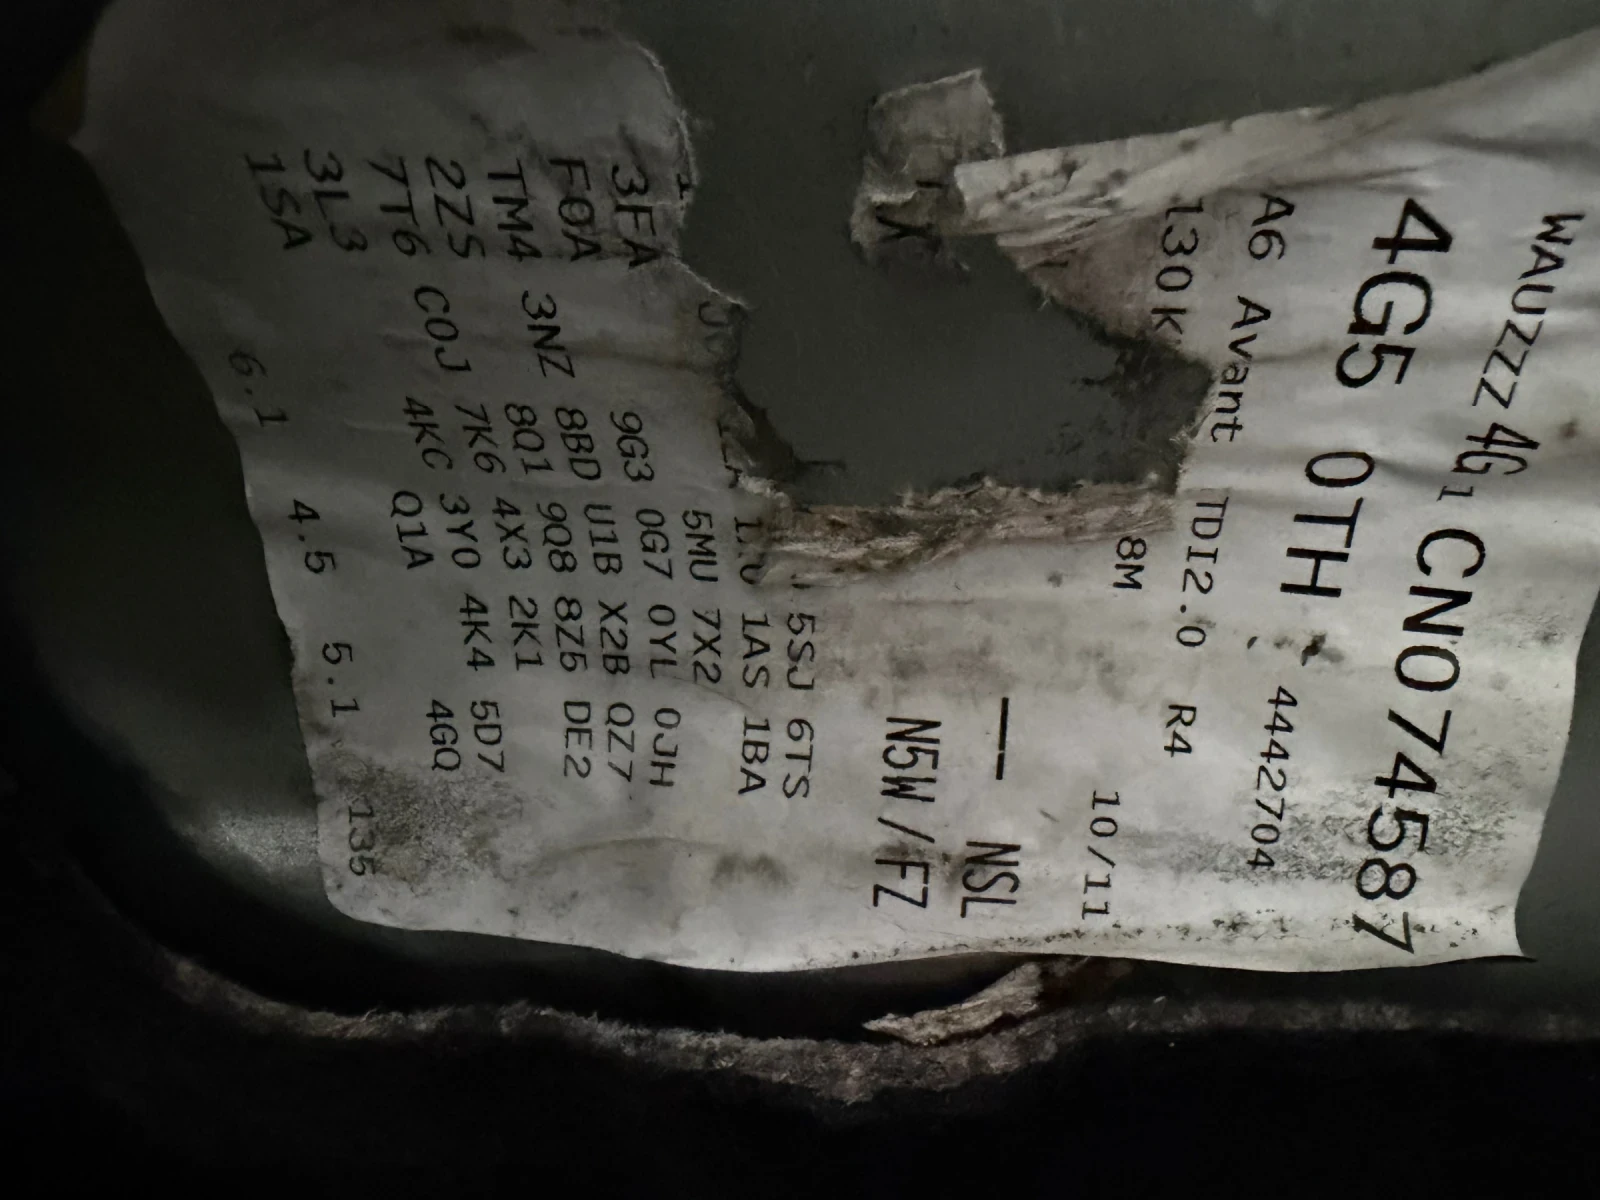 WAUZZZ4G1CN074587
4G5 0TH 4442704
A6 Avant TDI2.0 R4
130k 8M 10/11
X
— NSL
N5W/FZ
5SJ 6TS
1AS 1BA
5MU 7X2
3FA 9G3 0G7 0YL 0JH
F0A 8BD U1B X2B QZ7
TM4 3NZ 8Q1 9Q8 8Z5 DE2
2ZS C0J 7K6 4X3 2K1
7T6 4KC 3Y0 4K4 5D7
3L3 Q1A 4GQ
1SA
6.1 4.5 5.1 135